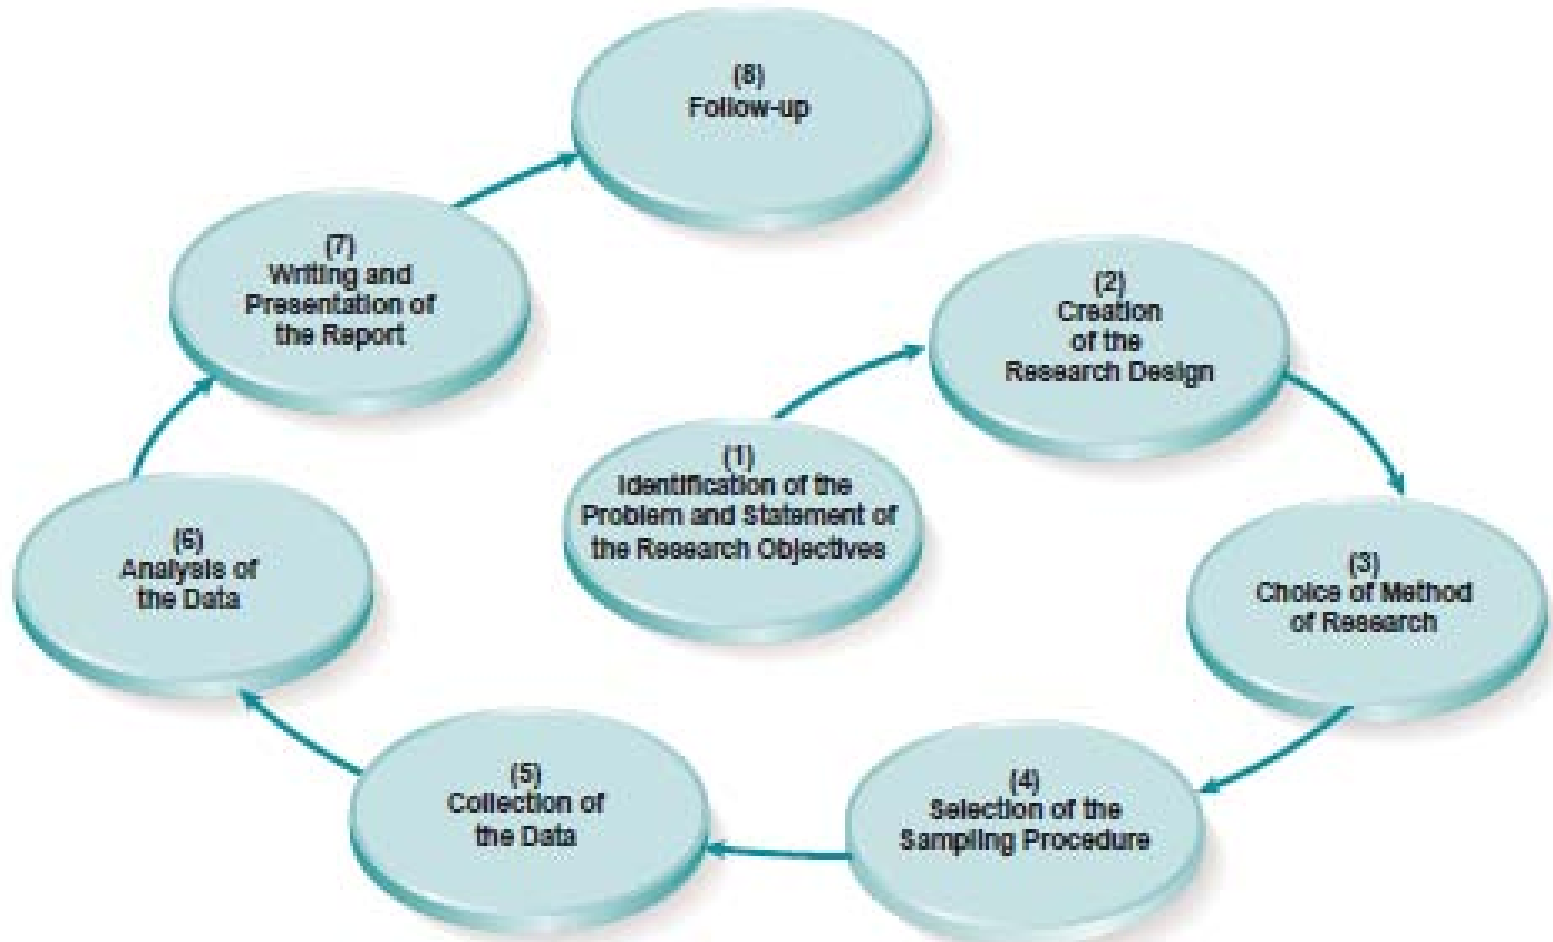 (8)
Follow-up
(7)
Writing and
Presentation of
the Report
(2)
Creation
of the
Research Design
(1)
Identification of the
Problem and Statement of
the Research Objectives
(6)
Analysis of
the Data
(3)
Choice of Method
of Research
(5)
Collection of
the Data
(4)
Selection of the
Sampling Procedure